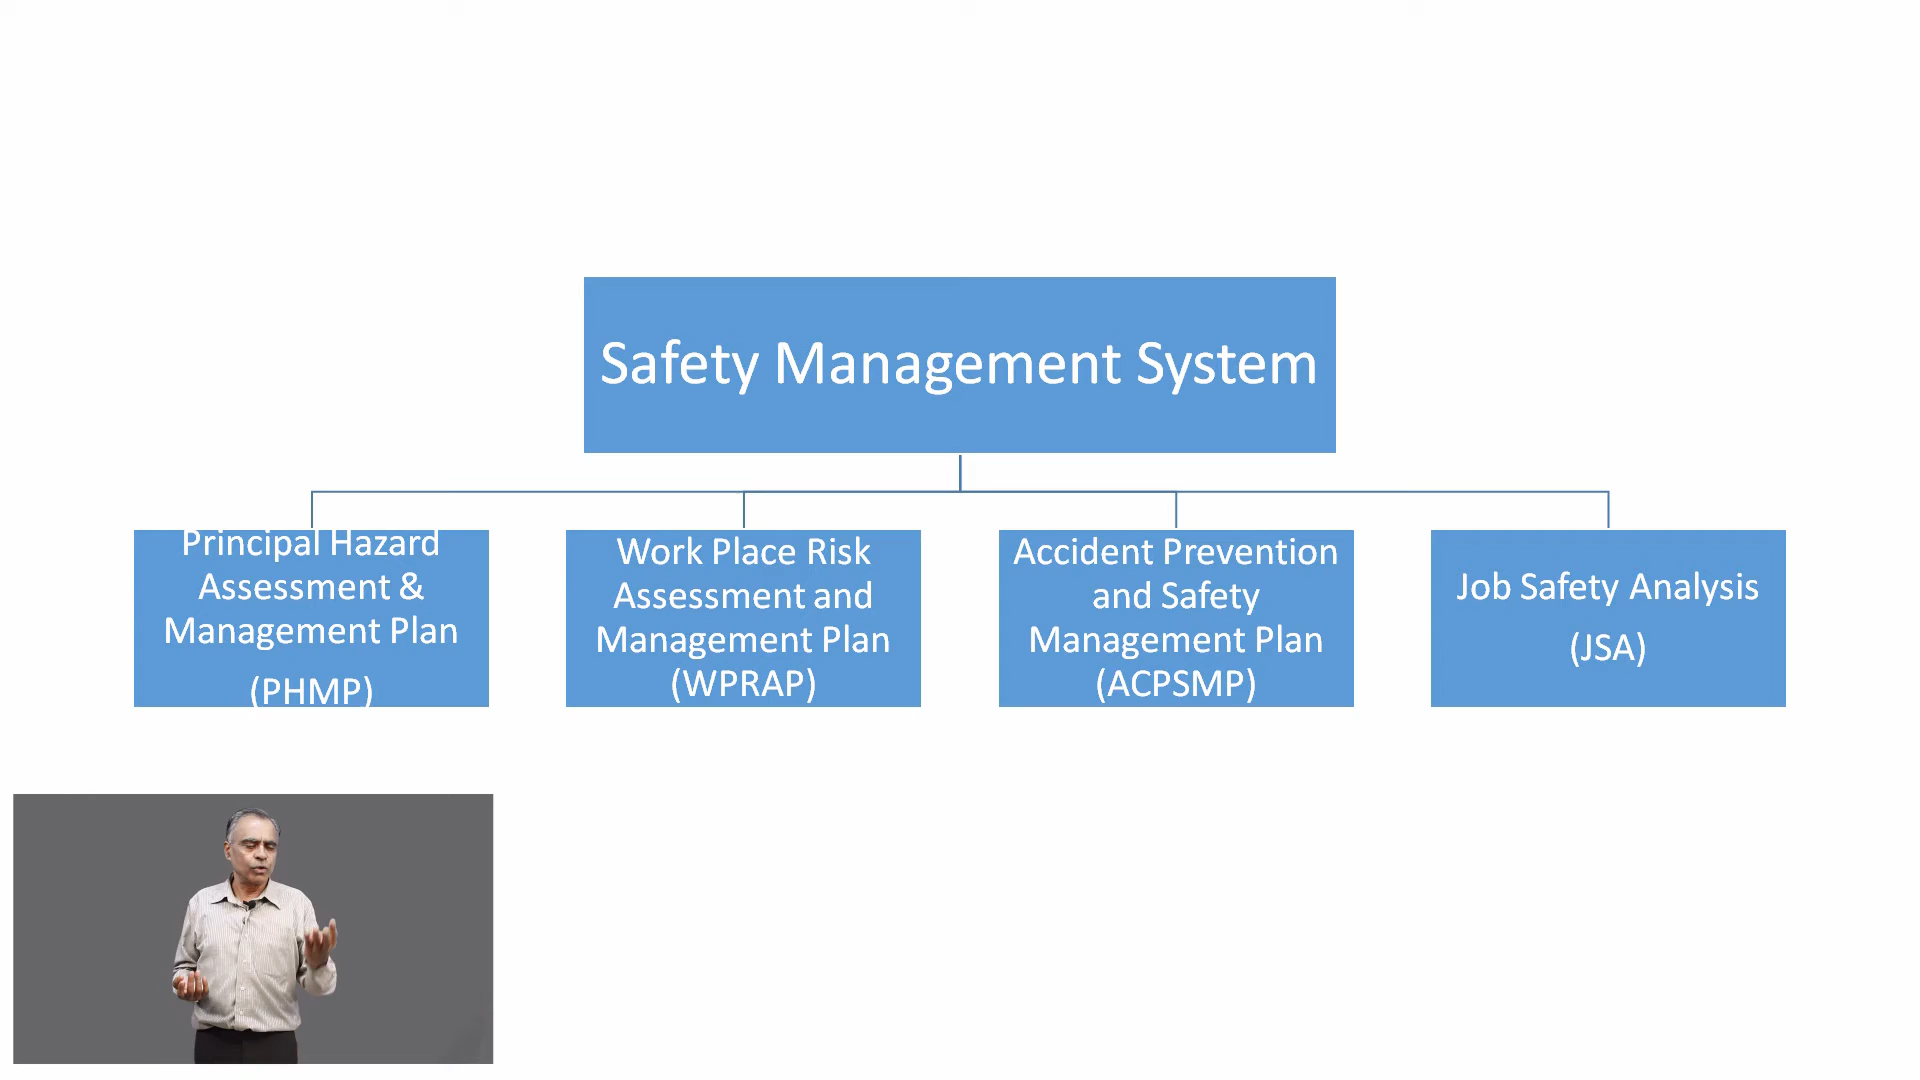 Safety Management System
Principal Hazard
Assessment &
Management Plan
(PHMP)
Work Place Risk
Assessment and
Management Plan
(WPRAP)
Accident Prevention
and Safety
Management Plan
(ACPSMP)
Job Safety Analysis
(JSA)